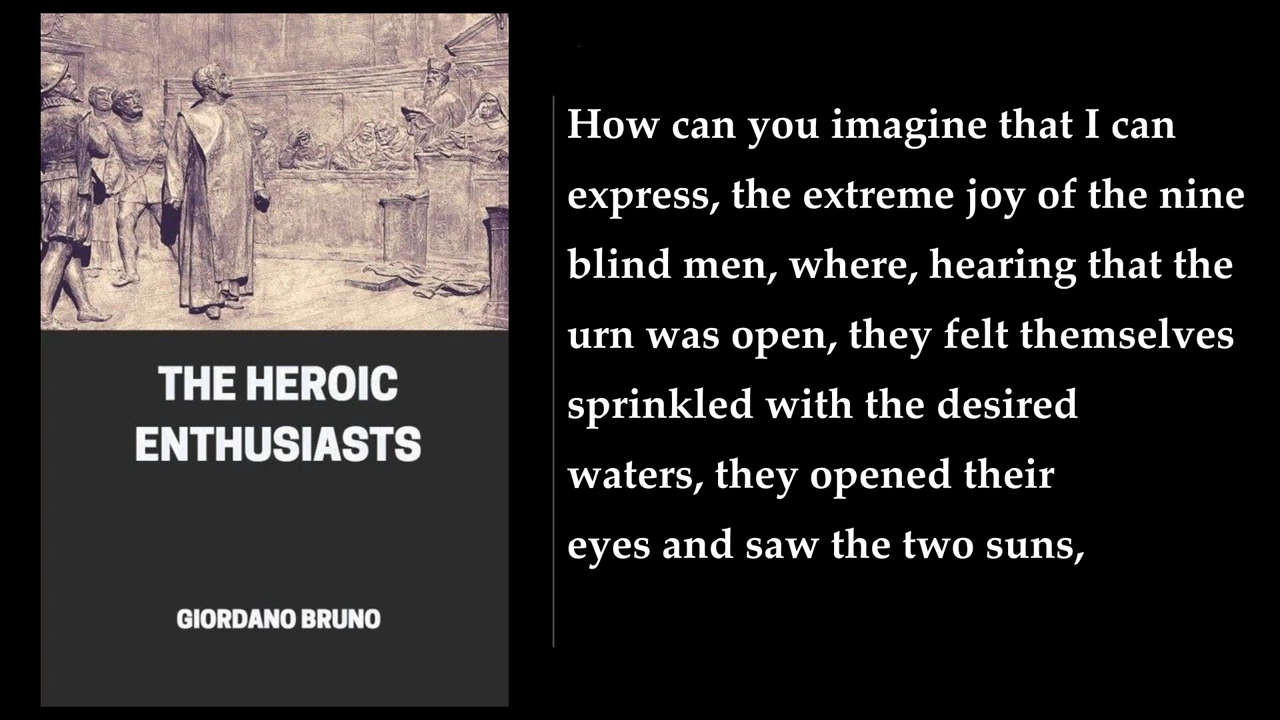 THE HEROIC
ENTHUSIASTS
GIORDANO BRUNO
How can you imagine that I can
express, the extreme joy of the nine
blind men, where, hearing that the
urn was open, they felt themselves
sprinkled with the desired
waters, they opened their
eyes and saw the two suns,